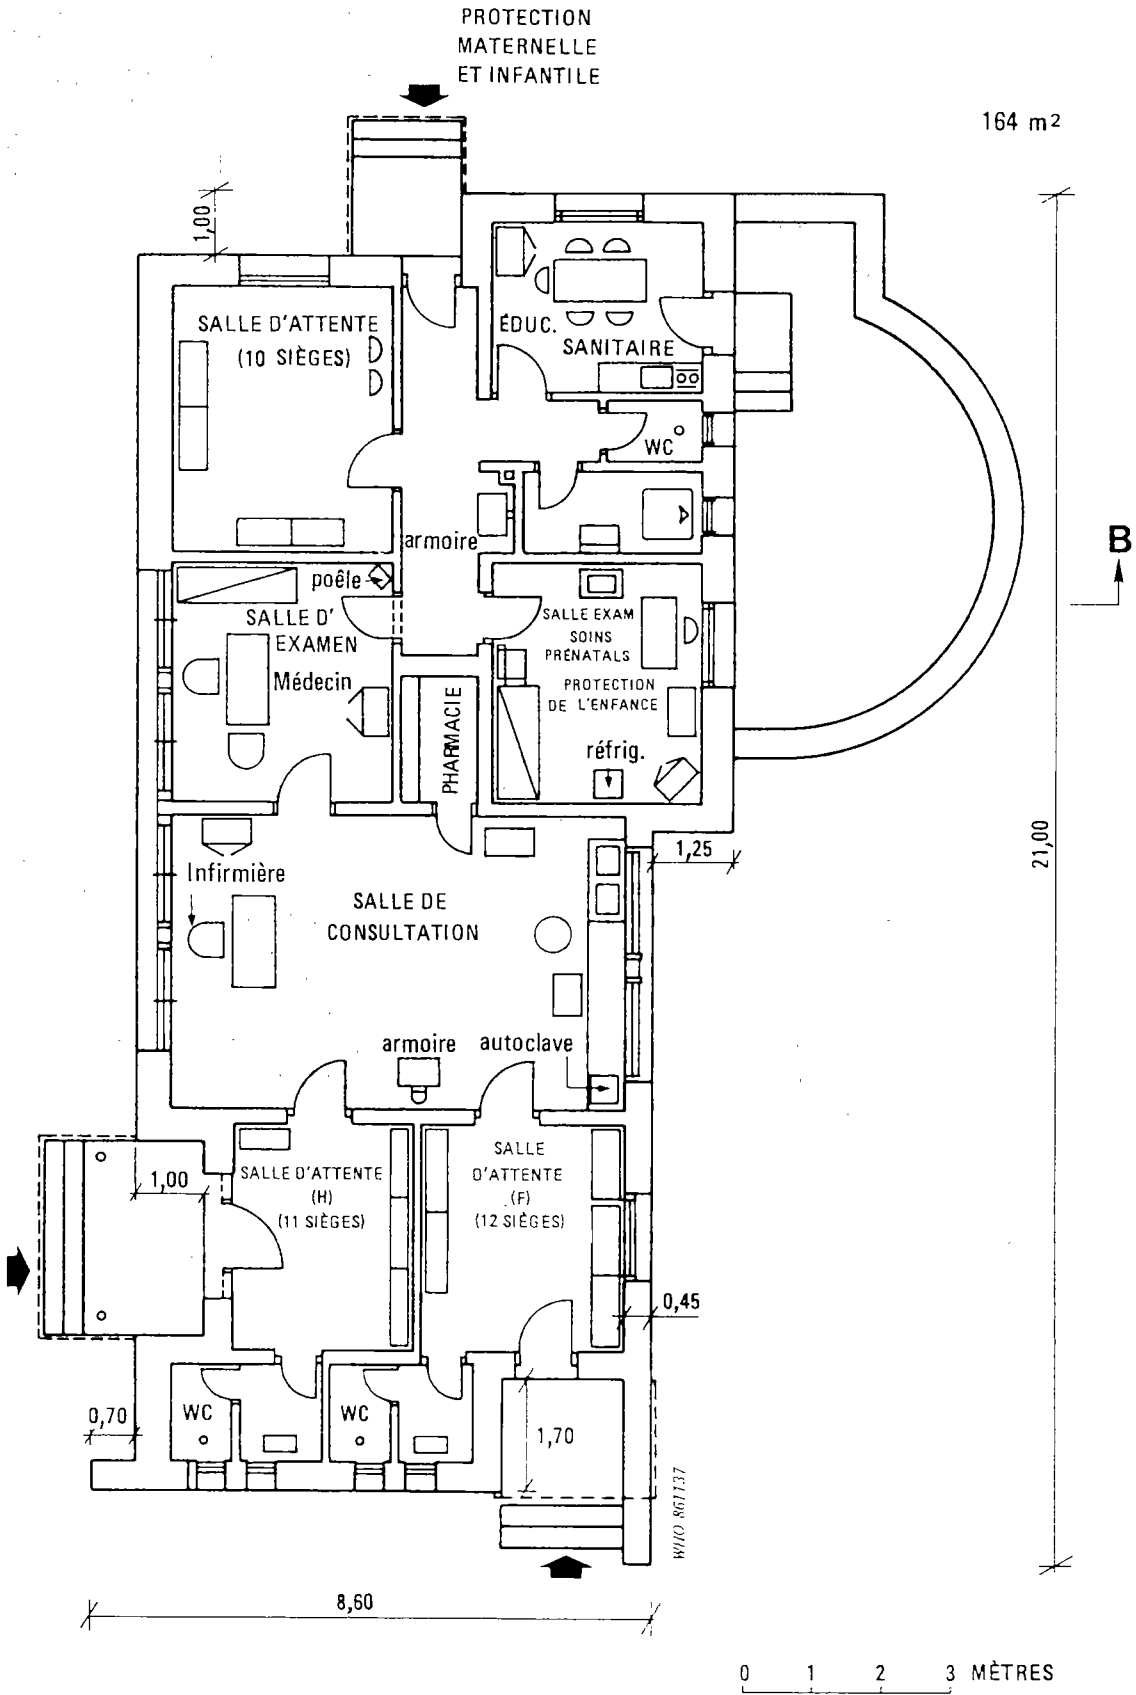 PROTECTION
MATERNELLE
ET INFANTILE
164 m²
1,00
SALLE D'ATTENTE
(10 SIÈGES)
ÉDUC.
SANITAIRE
WC
armoire
B
poêle
SALLE D'
EXAMEN
Médecin
SALLE EXAM
SOINS
PRÉNATALS
PROTECTION
DE L'ENFANCE
PHARMACIE
réfrig.
21,00
1,25
Infirmière
SALLE DE
CONSULTATION
armoire
autoclave
1,00
SALLE D'ATTENTE
(H)
(11 SIÈGES)
SALLE
D'ATTENTE
(F)
(12 SIÈGES)
0,45
0,70
WC
WC
1,70
WHO 861137
8,60
0 1 2 3 MÈTRES